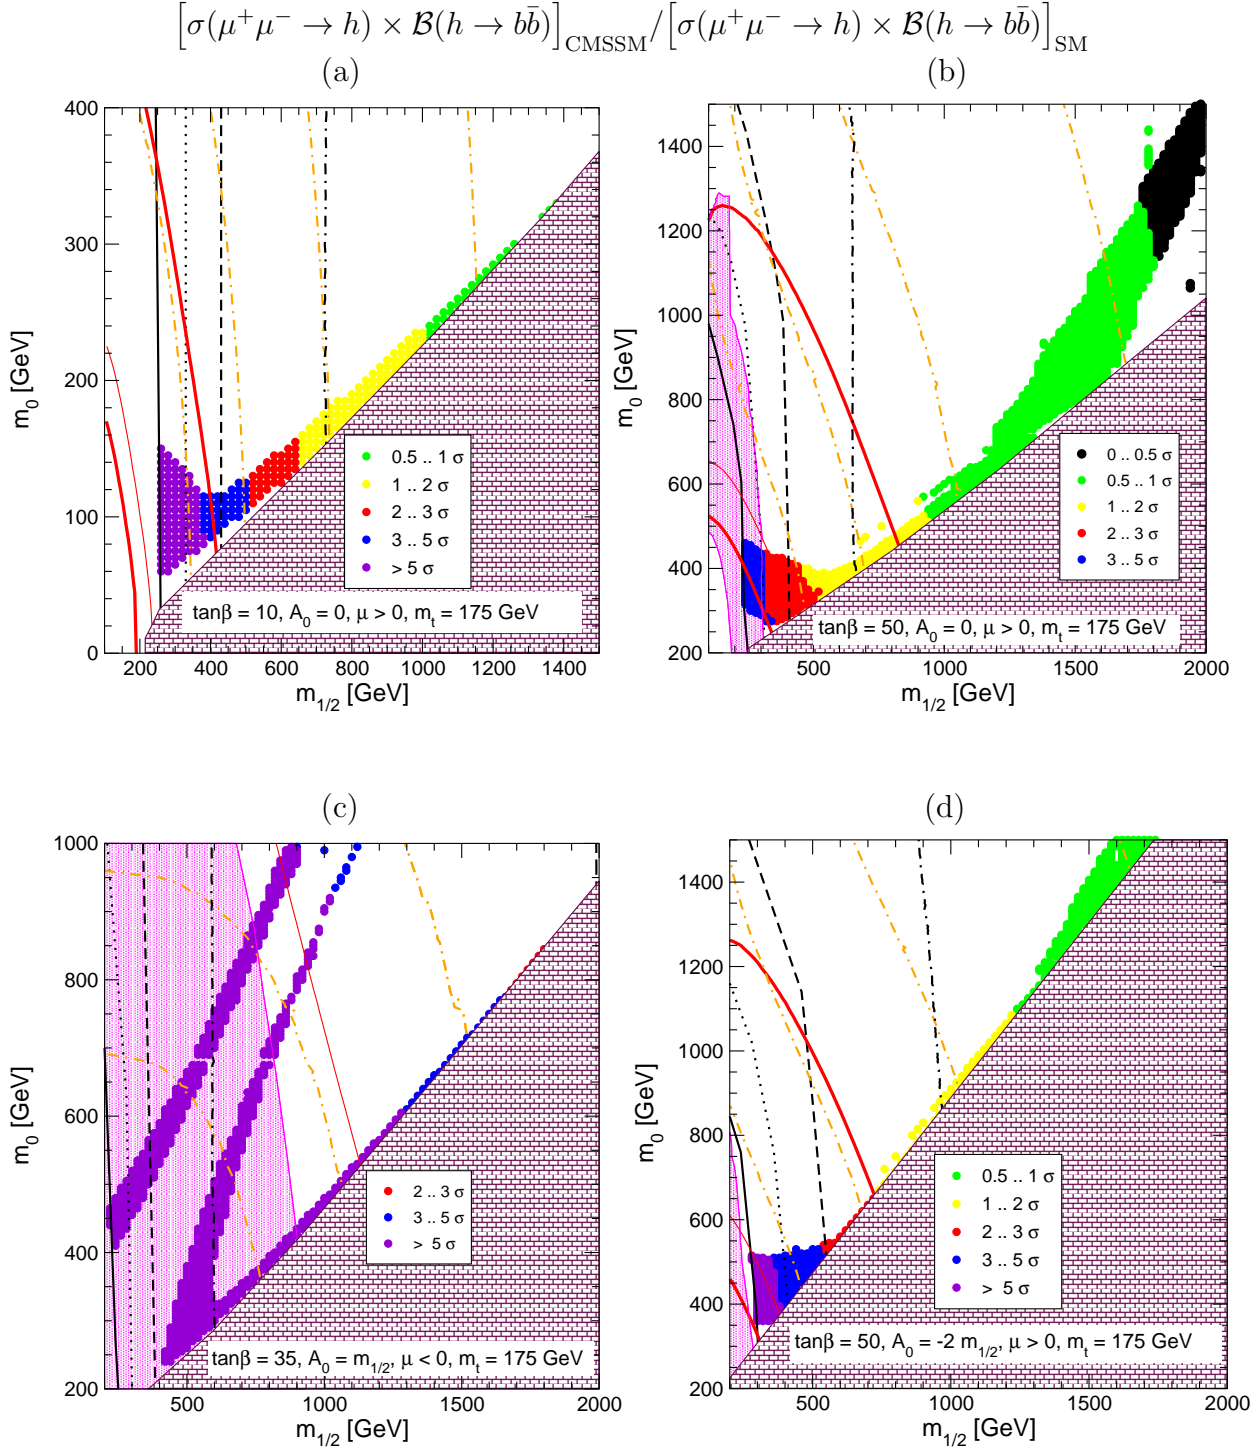 [σ(μ⁺μ⁻ → h) × ℬ(h → bb̄)]_CMSSM/[σ(μ⁺μ⁻ → h) × ℬ(h → bb̄)]_SM
(a)
400
300
200
100
0
m₀ [GeV]
200 400 600 800 1000 1200 1400
m₁/₂ [GeV]
0.5 .. 1 σ
1 .. 2 σ
2 .. 3 σ
3 .. 5 σ
> 5 σ
tanβ = 10, A₀ = 0, μ > 0, mₜ = 175 GeV
(b)
1400
1200
1000
800
600
400
200
m₀ [GeV]
500 1000 1500 2000
m₁/₂ [GeV]
0 .. 0.5 σ
0.5 .. 1 σ
1 .. 2 σ
2 .. 3 σ
3 .. 5 σ
tanβ = 50, A₀ = 0, μ > 0, mₜ = 175 GeV
(c)
1000
800
600
400
200
m₀ [GeV]
500 1000 1500 2000
m₁/₂ [GeV]
2 .. 3 σ
3 .. 5 σ
> 5 σ
tanβ = 35, A₀ = m₁/₂, μ < 0, mₜ = 175 GeV
(d)
1400
1200
1000
800
600
400
200
m₀ [GeV]
500 1000 1500 2000
m₁/₂ [GeV]
0.5 .. 1 σ
1 .. 2 σ
2 .. 3 σ
3 .. 5 σ
> 5 σ
tanβ = 50, A₀ = -2 m₁/₂, μ > 0, mₜ = 175 GeV